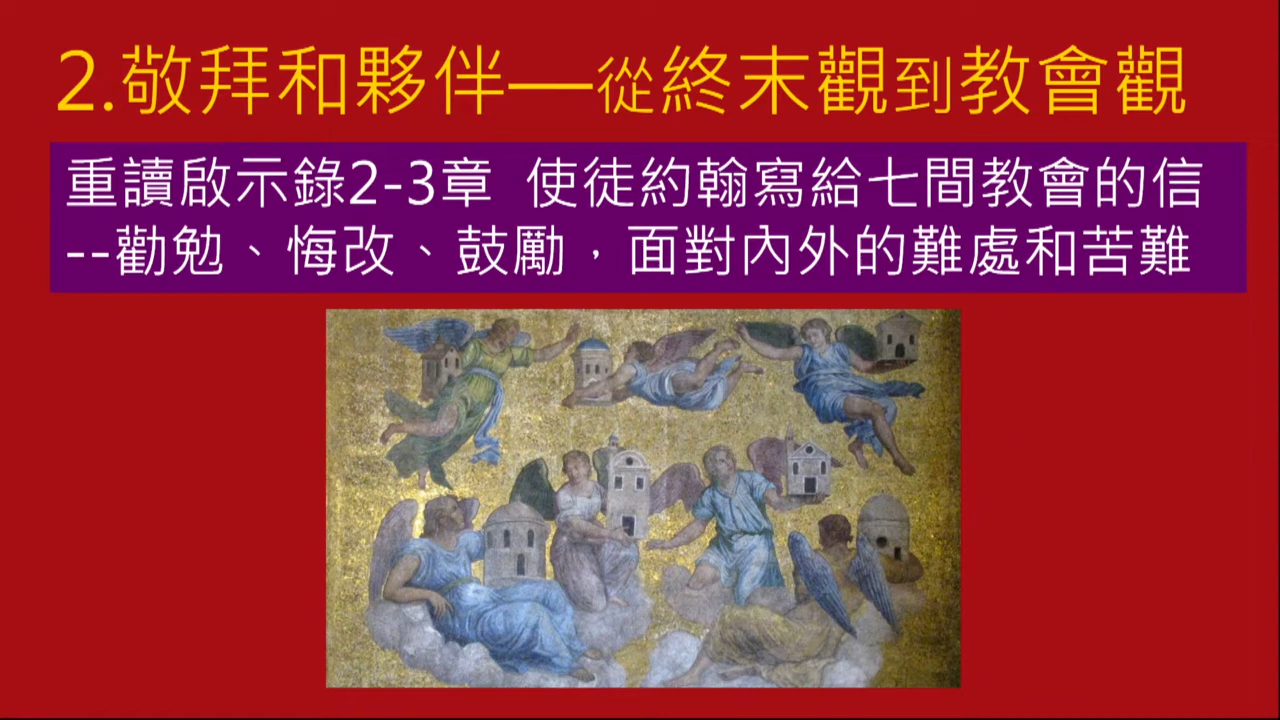 2.敬拜和夥伴—從終末觀到教會觀
重讀啟示錄2-3章 使徒約翰寫給七間教會的信
--勸勉、悔改、鼓勵，面對內外的難處和苦難